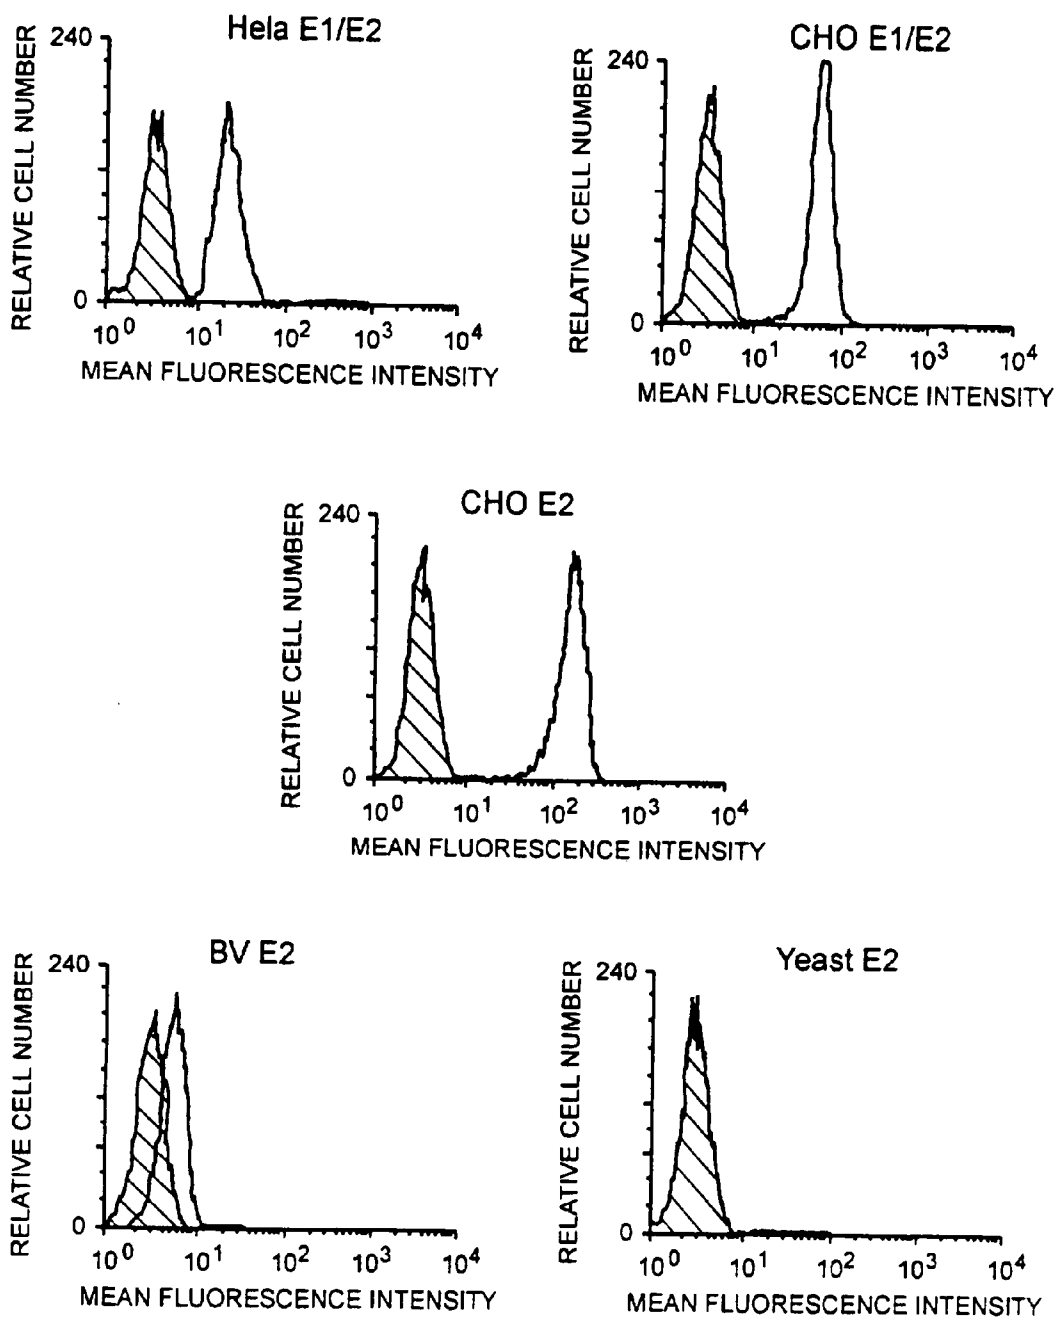 Hela E1/E2
240
RELATIVE CELL NUMBER
0
10^0 10^1 10^2 10^3 10^4
MEAN FLUORESCENCE INTENSITY
CHO E1/E2
240
RELATIVE CELL NUMBER
0
10^0 10^1 10^2 10^3 10^4
MEAN FLUORESCENCE INTENSITY
CHO E2
240
RELATIVE CELL NUMBER
0
10^0 10^1 10^2 10^3 10^4
MEAN FLUORESCENCE INTENSITY
BV E2
240
RELATIVE CELL NUMBER
0
10^0 10^1 10^2 10^3 10^4
MEAN FLUORESCENCE INTENSITY
Yeast E2
240
RELATIVE CELL NUMBER
0
10^0 10^1 10^2 10^3 10^4
MEAN FLUORESCENCE INTENSITY